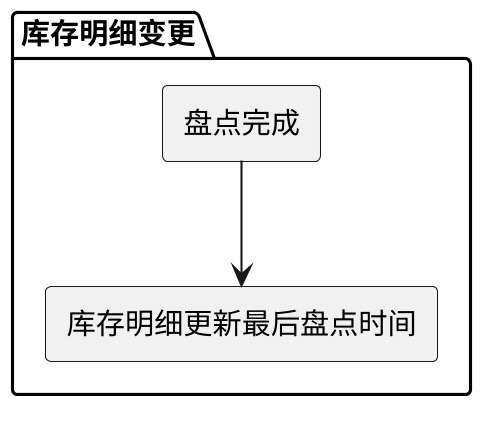 库存明细变更
盘点完成
库存明细更新最后盘点时间